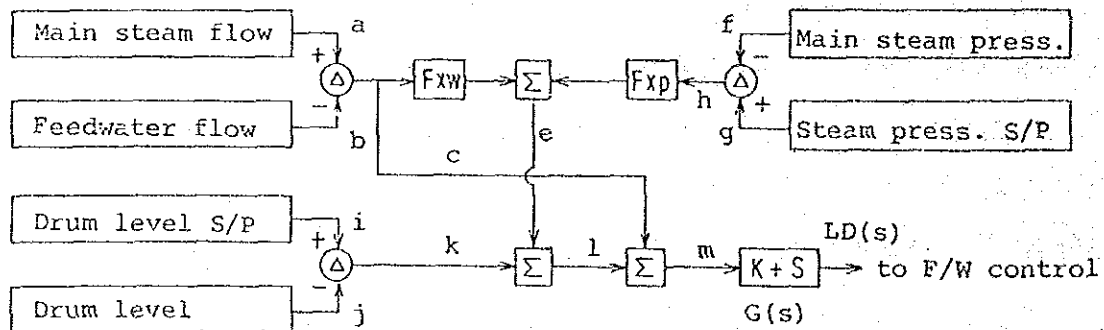 Main steam flow
a
+
Δ
-
Feedwater flow
b
Fxw
Σ
Fxp
f
Main steam press.
-
Δ
h
+
g
Steam press. S/P
c
e
Drum level S/P
i
+
Δ
-
Drum level
j
k
Σ
l
Σ
m
K + S
G(s)
LD(s)
to F/W control